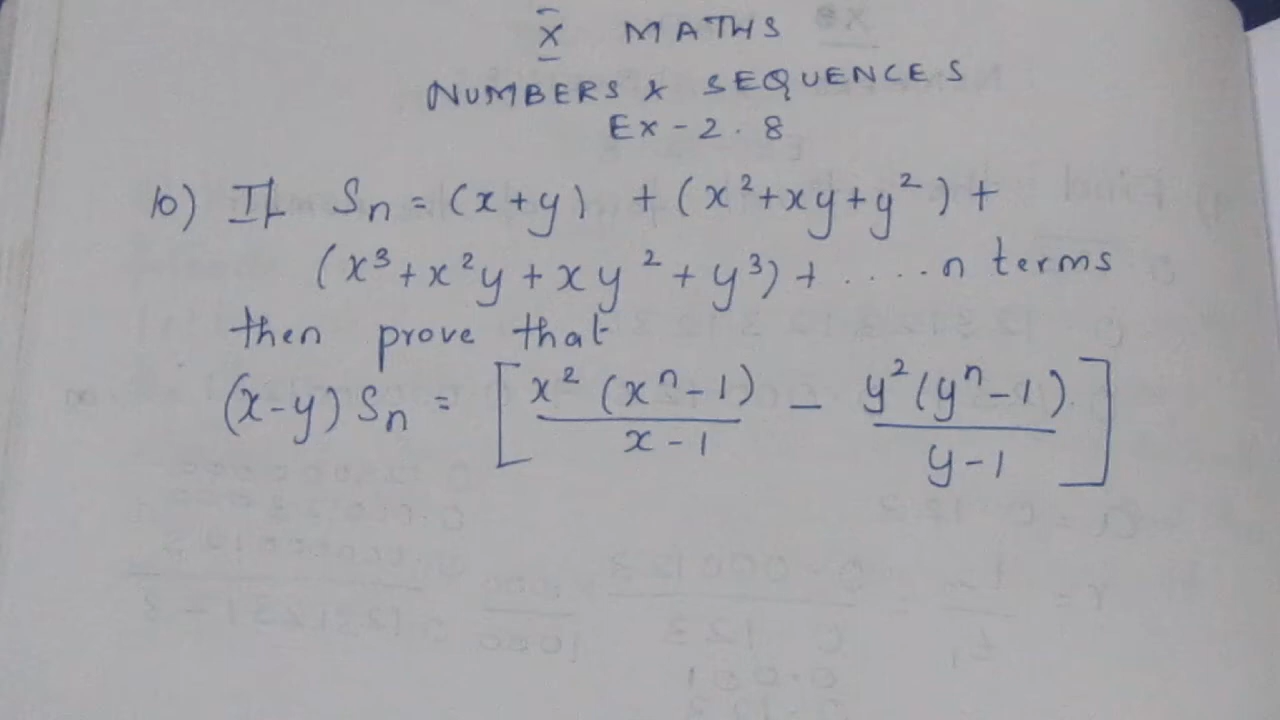 X MATHS
NUMBERS & SEQUENCES
Ex - 2.8
10) If Sn = (x+y) + (x²+xy+y²) +
(x³+x²y+xy²+y³) + ..... n terms
then prove that
(x-y) Sn = [ x² (xⁿ-1) / x-1 - y² (yⁿ-1) / y-1 ]